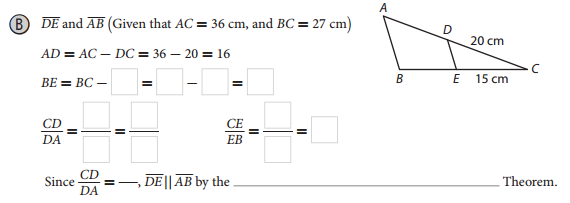 B DE and AB (Given that AC = 36 cm, and BC = 27 cm)
AD = AC − DC = 36 − 20 = 16
BE = BC − □ = □ − □ = □
CD/DA = □/□ = □/□ CE/EB = □/□ = □
Since CD/DA = —, DE || AB by the ____ Theorem.
A
D
20 cm
B
E
15 cm
C